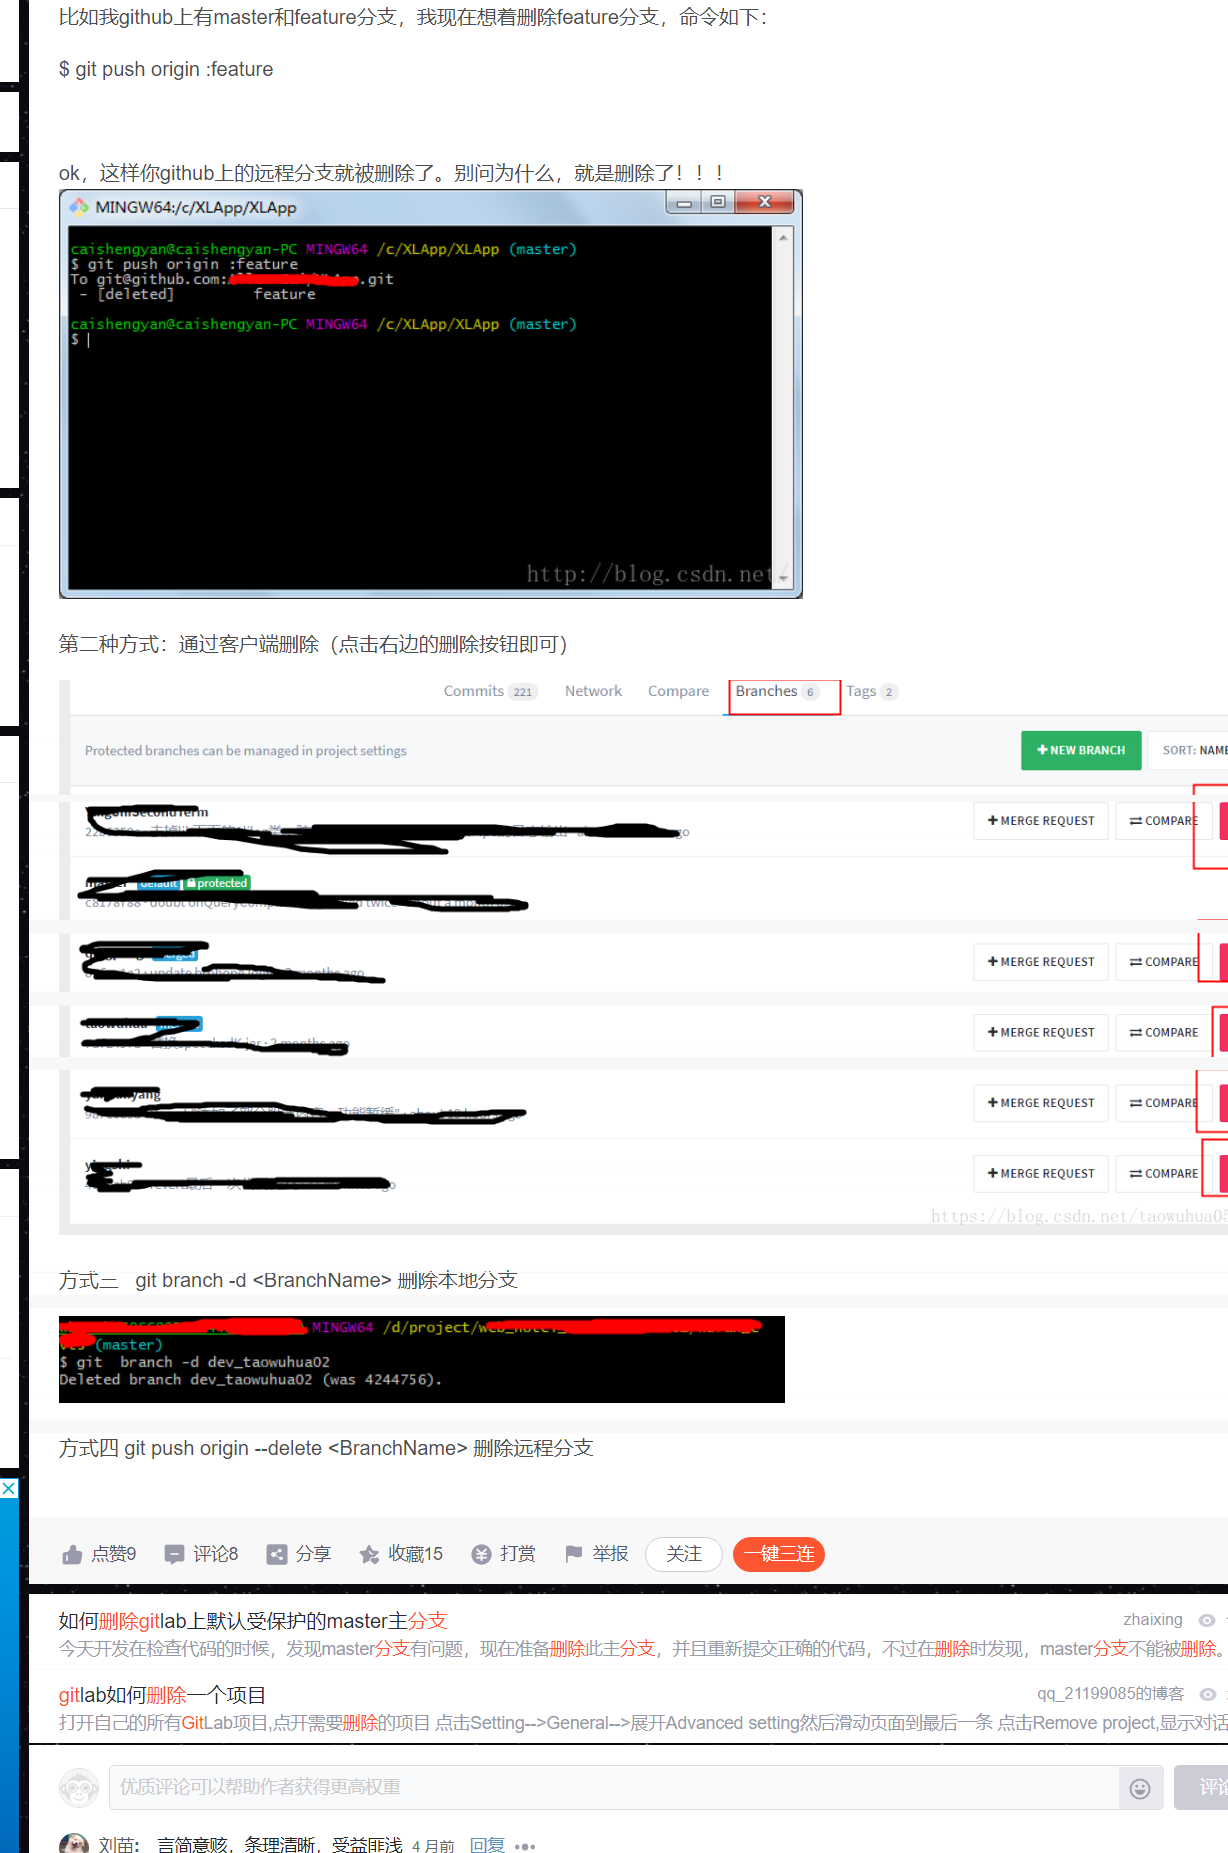 比如我github上有master和feature分支，我现在想着删除feature分支，命令如下：
$ git push origin :feature
ok，这样你github上的远程分支就被删除了。别问为什么，就是删除了！！！
MINGW64:/c/XLApp/XLApp
caishengyan@caishengyan-PC MINGW64 /c/XLApp/XLApp (master)
$ git push origin :feature
To git@github.com: .git
- [deleted] feature
caishengyan@caishengyan-PC MINGW64 /c/XLApp/XLApp (master)
$
http://blog.csdn.net/
第二种方式：通过客户端删除（点击右边的删除按钮即可）
Commits 221 Network Compare Branches 6 Tags 2
Protected branches can be managed in project settings
NEW BRANCH SORT: NAME
MERGE REQUEST COMPARE
default protected
MERGE REQUEST COMPARE
MERGE REQUEST COMPARE
MERGE REQUEST COMPARE
MERGE REQUEST COMPARE
https://blog.csdn.net/taowuhua05
方式三 git branch -d <BranchName> 删除本地分支
MINGW64 /d/project/
(master)
$ git branch -d dev_taowuhua02
Deleted branch dev_taowuhua02 (was 4244756).
方式四 git push origin --delete <BranchName> 删除远程分支
点赞9 评论8 分享 收藏15 打赏 举报 关注 一键三连
如何删除gitlab上默认受保护的master主分支 zhaixing
今天开发在检查代码的时候，发现master分支有问题，现在准备删除此主分支，并且重新提交正确的代码，不过在删除时发现，master分支不能被删除。
gitlab如何删除一个项目 qq_21199085的博客
打开自己的所有GitLab项目,点开需要删除的项目 点击Setting-->General-->展开Advanced setting然后滑动页面到最后一条 点击Remove project,显示对话
优质评论可以帮助作者获得更高权重 评论
刘苗： 言简意赅，条理清晰，受益匪浅 4 月前 回复